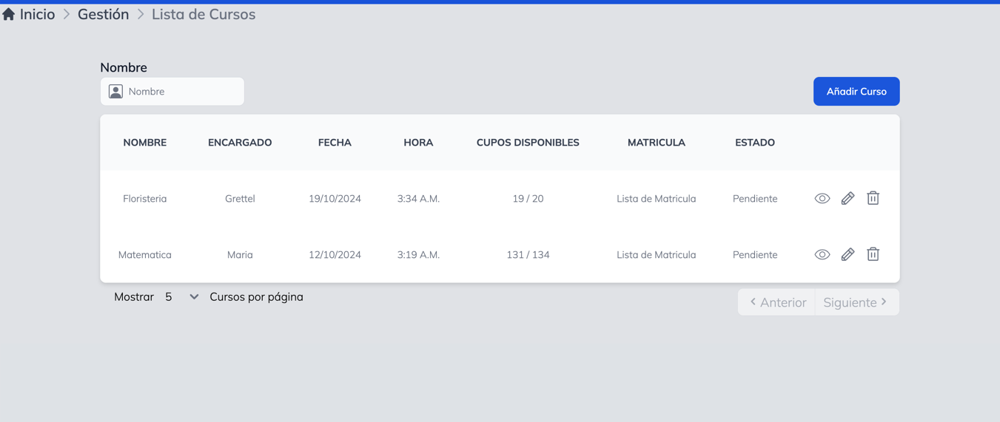 Inicio > Gestión > Lista de Cursos
Nombre
Nombre
Añadir Curso
NOMBRE ENCARGADO FECHA HORA CUPOS DISPONIBLES MATRICULA ESTADO
Floristeria Grettel 19/10/2024 3:34 A.M. 19 / 20 Lista de Matricula Pendiente
Matematica Maria 12/10/2024 3:19 A.M. 131 / 134 Lista de Matricula Pendiente
Mostrar 5 Cursos por página
Anterior Siguiente